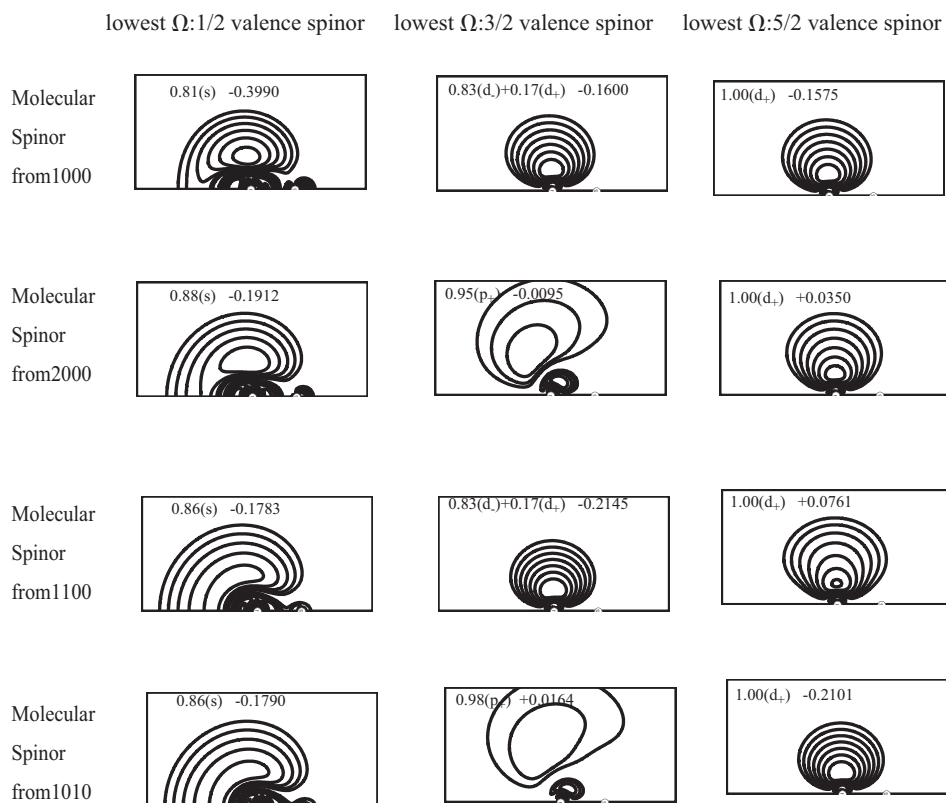 lowest Ω:1/2 valence spinor lowest Ω:3/2 valence spinor lowest Ω:5/2 valence spinor
Molecular
Spinor
from1000
0.81(s) -0.3990
0.83(d-)+0.17(d+) -0.1600
1.00(d+) -0.1575
Molecular
Spinor
from2000
0.88(s) -0.1912
0.95(p+) -0.0095
1.00(d+) +0.0350
Molecular
Spinor
from1100
0.86(s) -0.1783
0.83(d-)+0.17(d+) -0.2145
1.00(d+) +0.0761
Molecular
Spinor
from1010
0.86(s) -0.1790
0.98(p+) +0.0164
1.00(d+) -0.2101